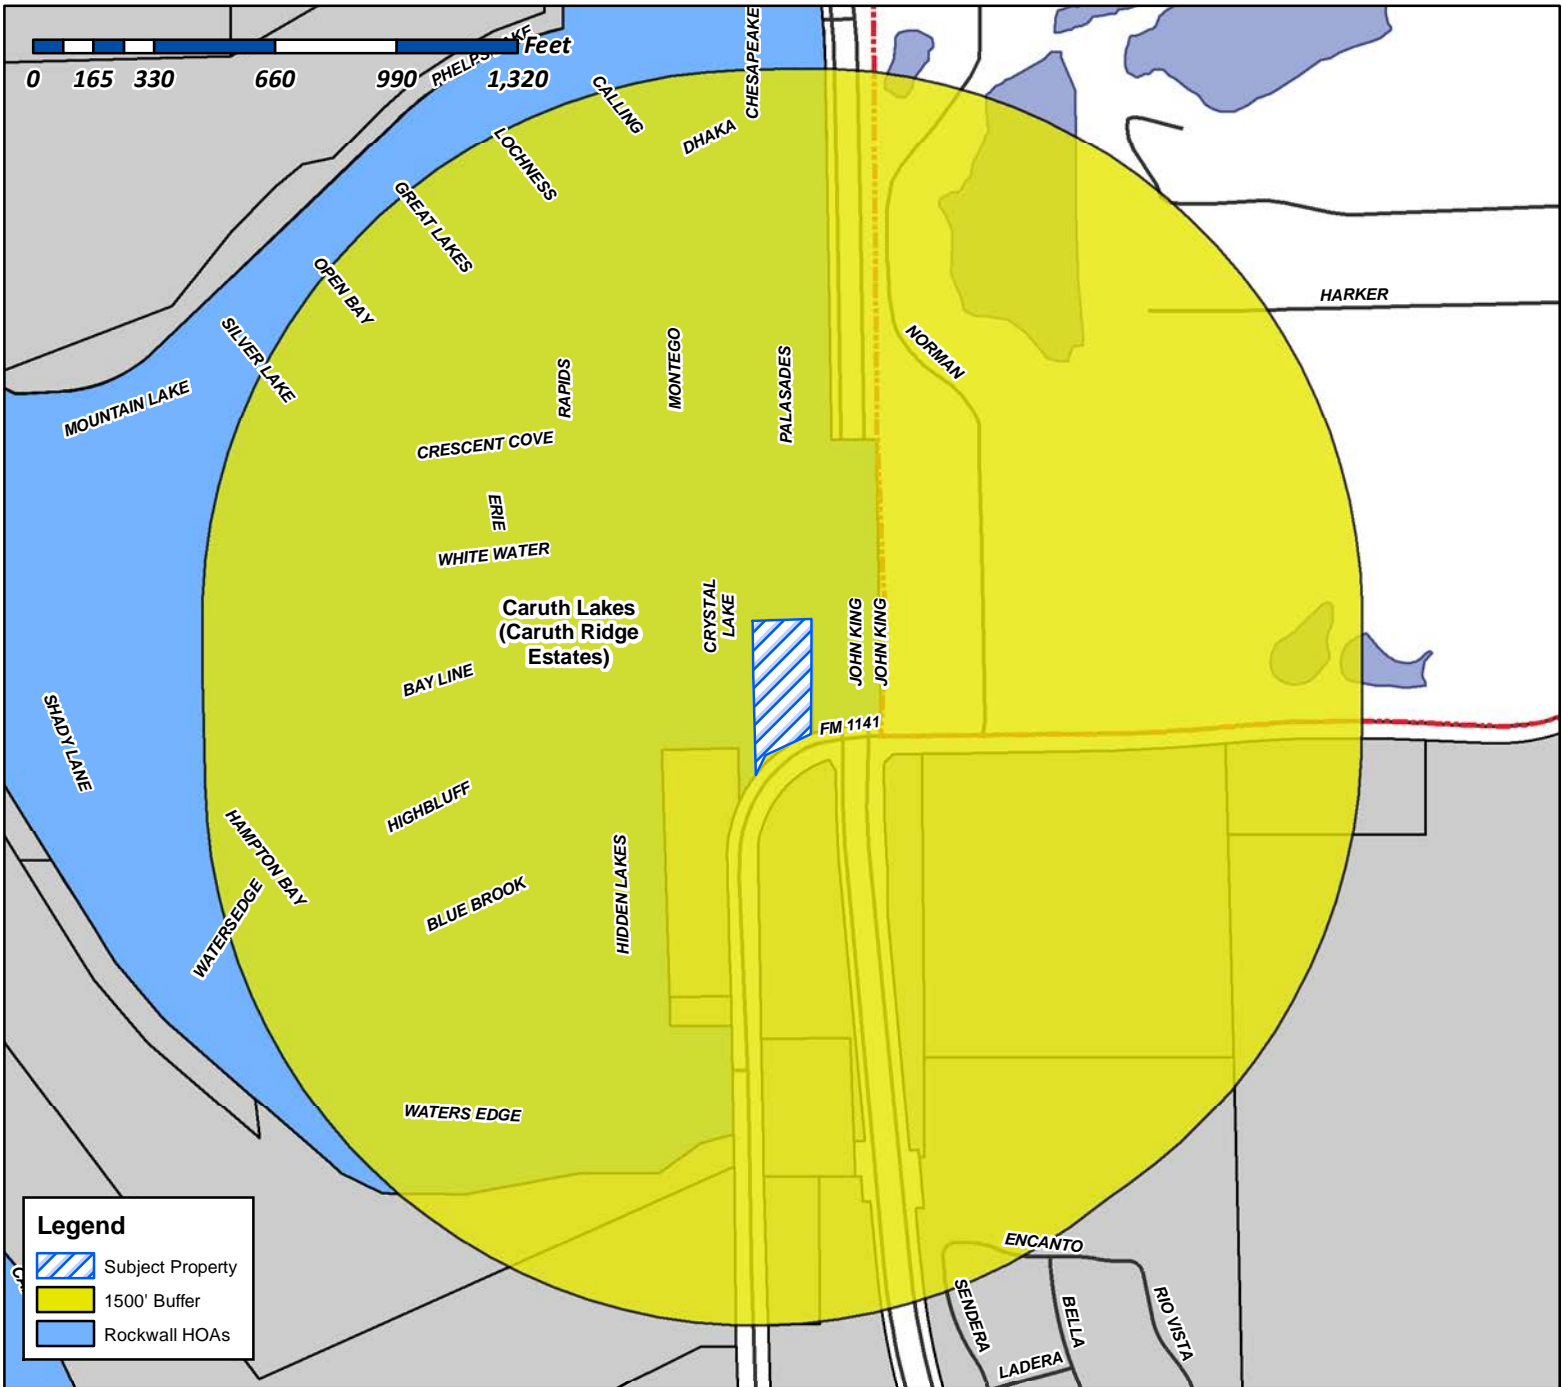 PHELPS LAKE
Feet
0 165 330 660 990 1,320
CHESAPEAKE
CALLING
DHAKA
LOCHNESS
GREAT LAKES
OPEN BAY
SILVER LAKE
MOUNTAIN LAKE
HARKER
NORMAN
RAPIDS
MONTEGO
PALASADES
CRESCENT COVE
ERIE
WHITE WATER
CRYSTAL
LAKE
Caruth Lakes
(Caruth Ridge
Estates)
JOHN KING
JOHN KING
BAY LINE
SHADY LANE
FM 1141
HIGHBLUFF
HAMPTON BAY
WATERSEDGE
BLUE BROOK
HIDDEN LAKES
WATERS EDGE
ENCANTO
SENDERA
BELLA
RIO VISTA
LADERA
Legend
Subject Property
1500' Buffer
Rockwall HOAs